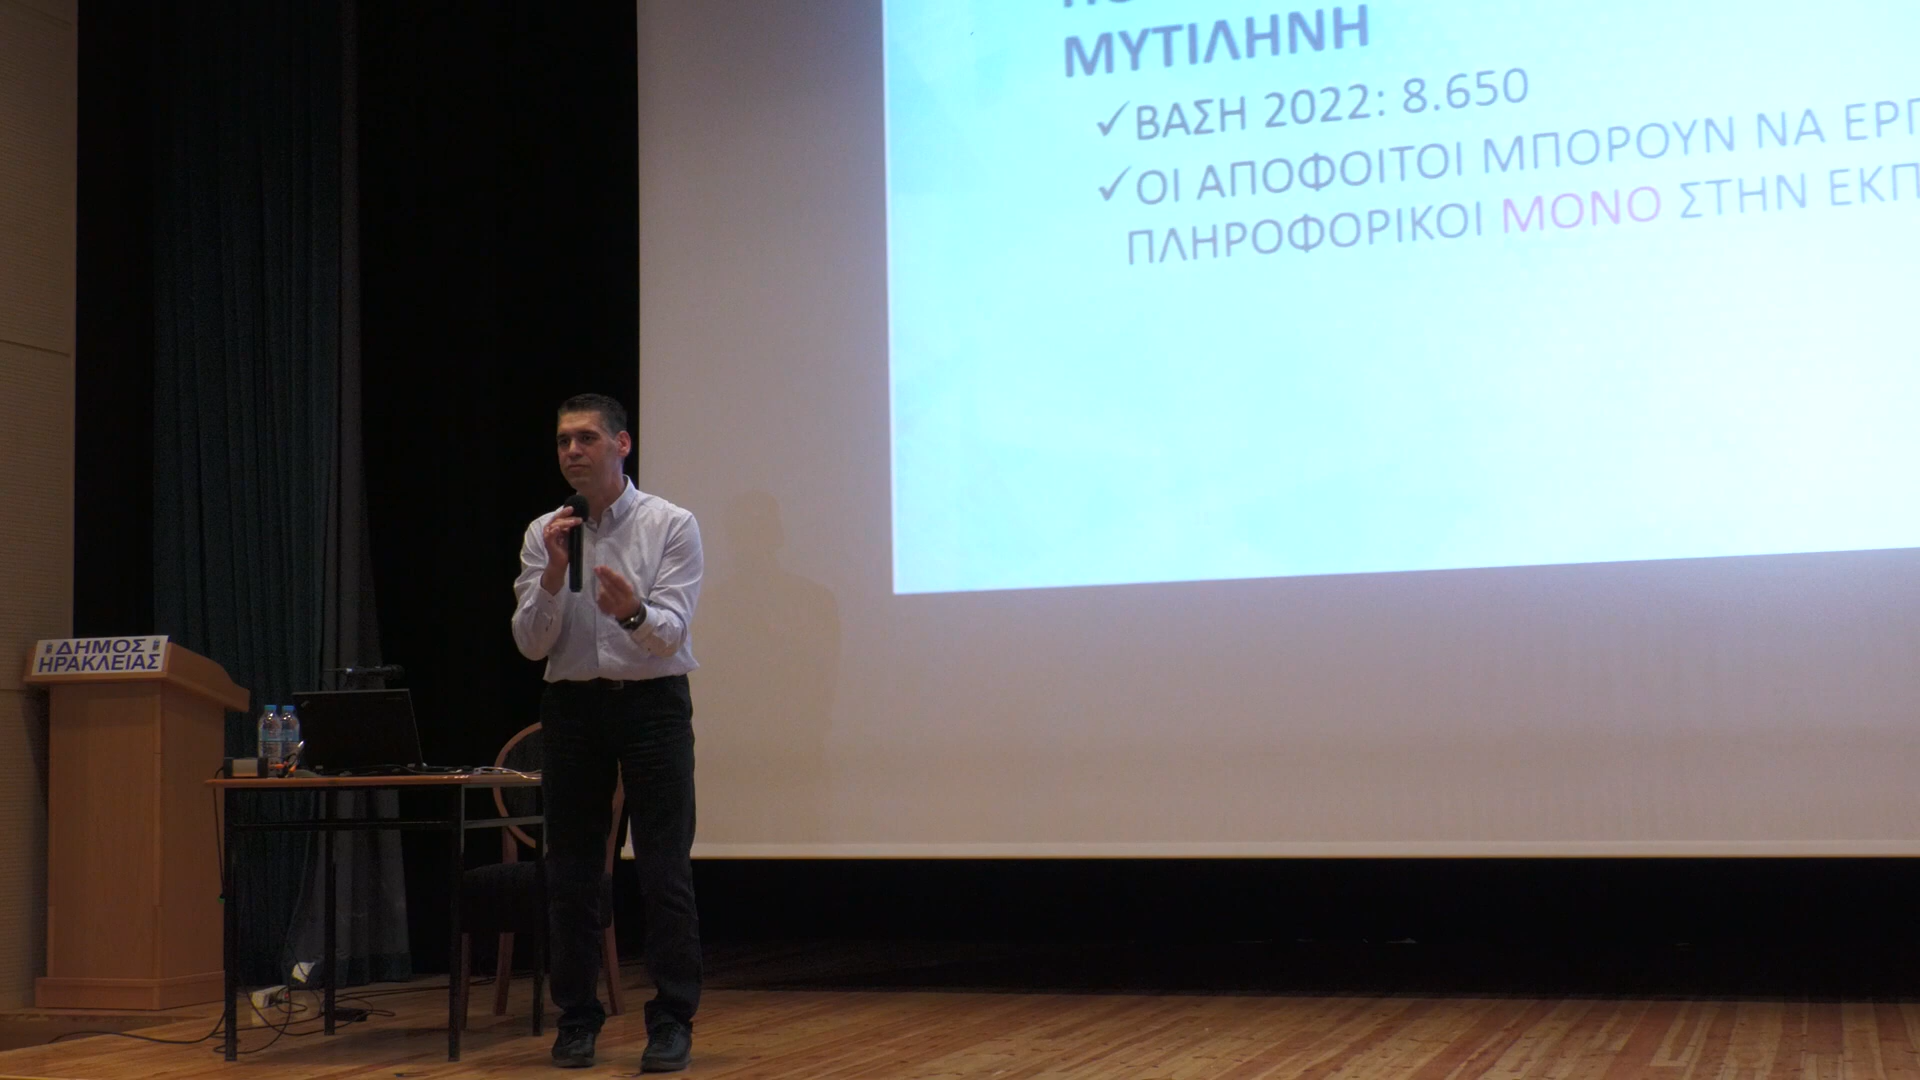 ΜΥΤΙΛΗΝΗ
✓ΒΑΣΗ 2022: 8.650
✓ΟΙ ΑΠΟΦΟΙΤΟΙ ΜΠΟΡΟΥΝ ΝΑ
ΠΛΗΡΟΦΟΡΙΚΟΙ ΜΟΝΟ ΣΤΗΝ
ΔΗΜΟΣ
ΗΡΑΚΛΕΙΑΣ